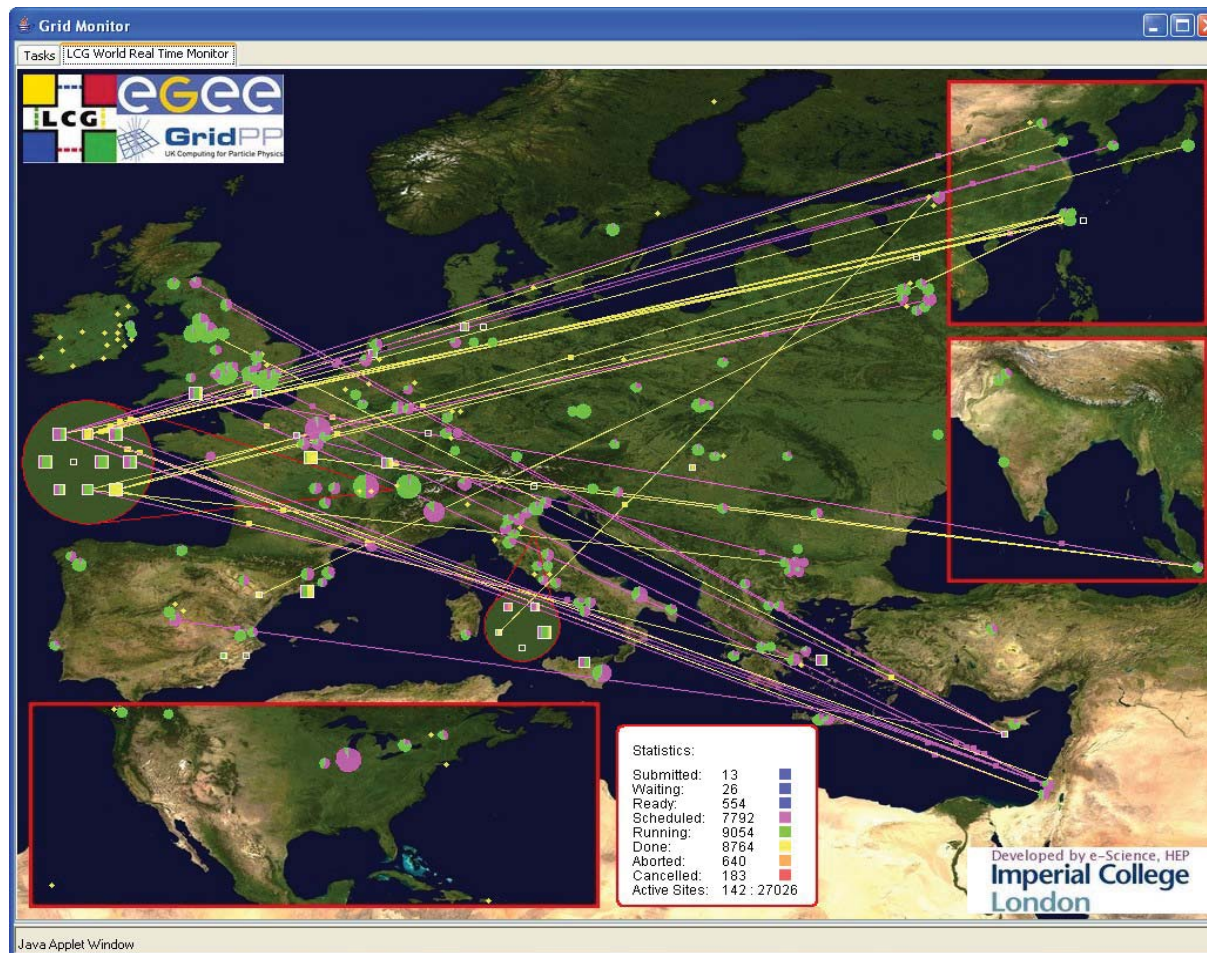 Grid Monitor
Tasks LCG World Real Time Monitor
LCG
eGee
GridPP
UK Computing for Particle Physics
Statistics:
Submitted: 13
Waiting: 26
Ready: 554
Scheduled: 7792
Running: 9054
Done: 8764
Aborted: 640
Cancelled: 183
Active Sites: 142 : 27026
Developed by e-Science, HEP
Imperial College
London
Java Applet Window